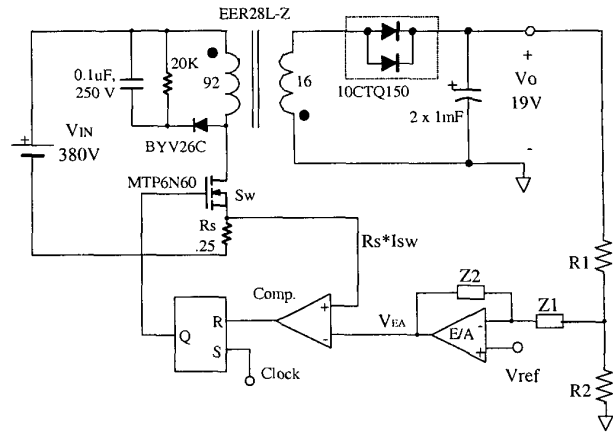 EER28L-Z
20K
0.1uF,
250 V
92
16
10CTQ150
+
Vo
19V
-
+
2 x 1mF
BYV26C
+
VIN
380V
MTP6N60
Sw
Rs
.25
Rs*Isw
R1
Z2
Z1
Comp.
+
-
VEA
E/A
-
+
Vref
R
Q
S
Clock
R2